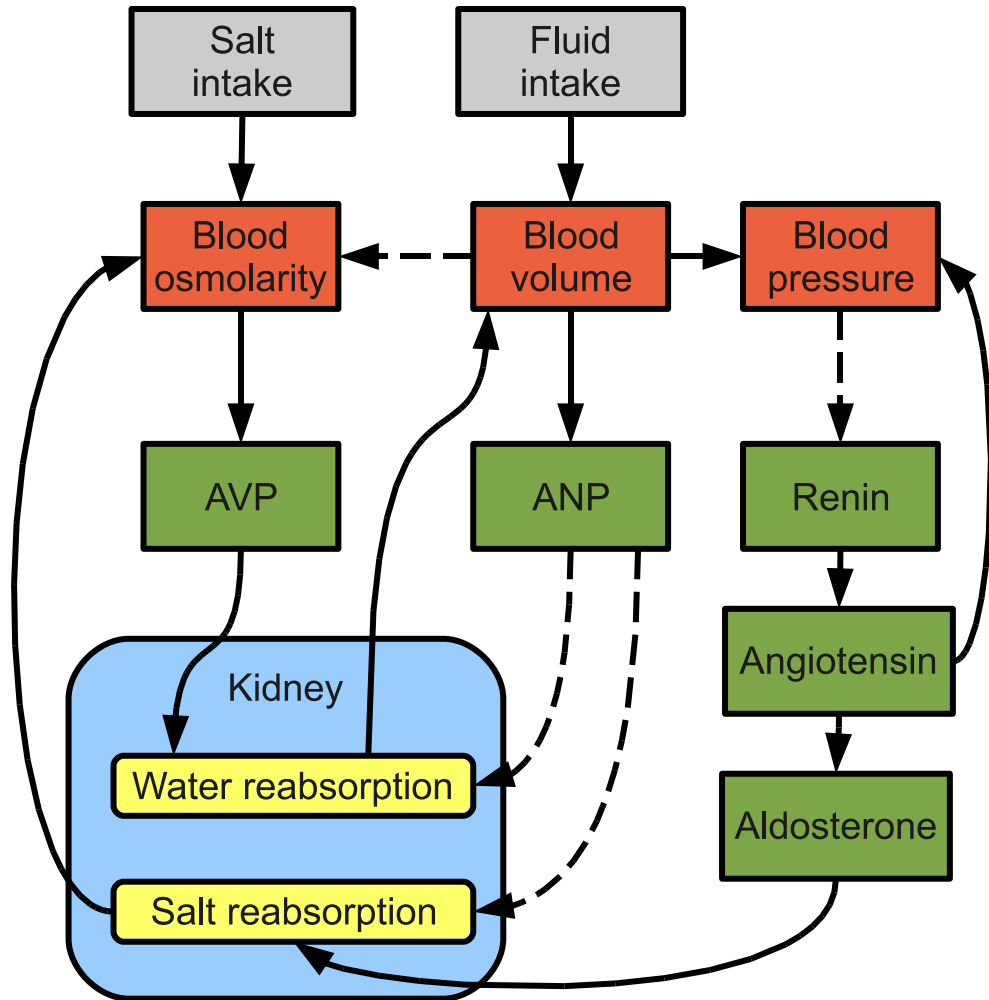 Salt
intake
Fluid
intake
Blood
osmolarity
Blood
volume
Blood
pressure
AVP
ANP
Renin
Angiotensin
Kidney
Water reabsorption
Aldosterone
Salt reabsorption